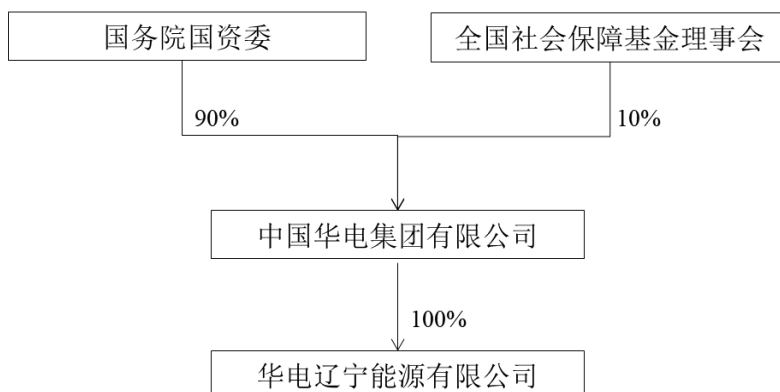 国务院国资委
全国社会保障基金理事会
90%
10%
中国华电集团有限公司
100%
华电辽宁能源有限公司